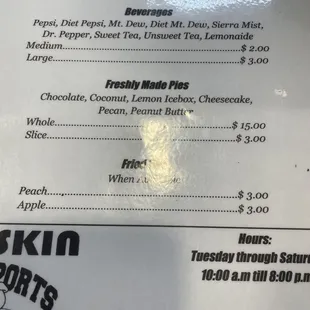 Beverages
Pepsi, Diet Pepsi, Mt. Dew, Diet Mt. Dew, Sierra Mist,
Dr. Pepper, Sweet Tea, Unsweet Tea, Lemonaide
Medium......$ 2.00
Large......$ 3.00
Freshly Made Pies
Chocolate, Coconut, Lemon Icebox, Cheesecake,
Pecan, Peanut Butter
Whole......$ 15.00
Slice......$ 3.00
Fried
When
Peach......$ 3.00
Apple......$ 3.00
SKIN
PORTS
Hours:
Tuesday through Satur
10:00 a.m till 8:00 p.m